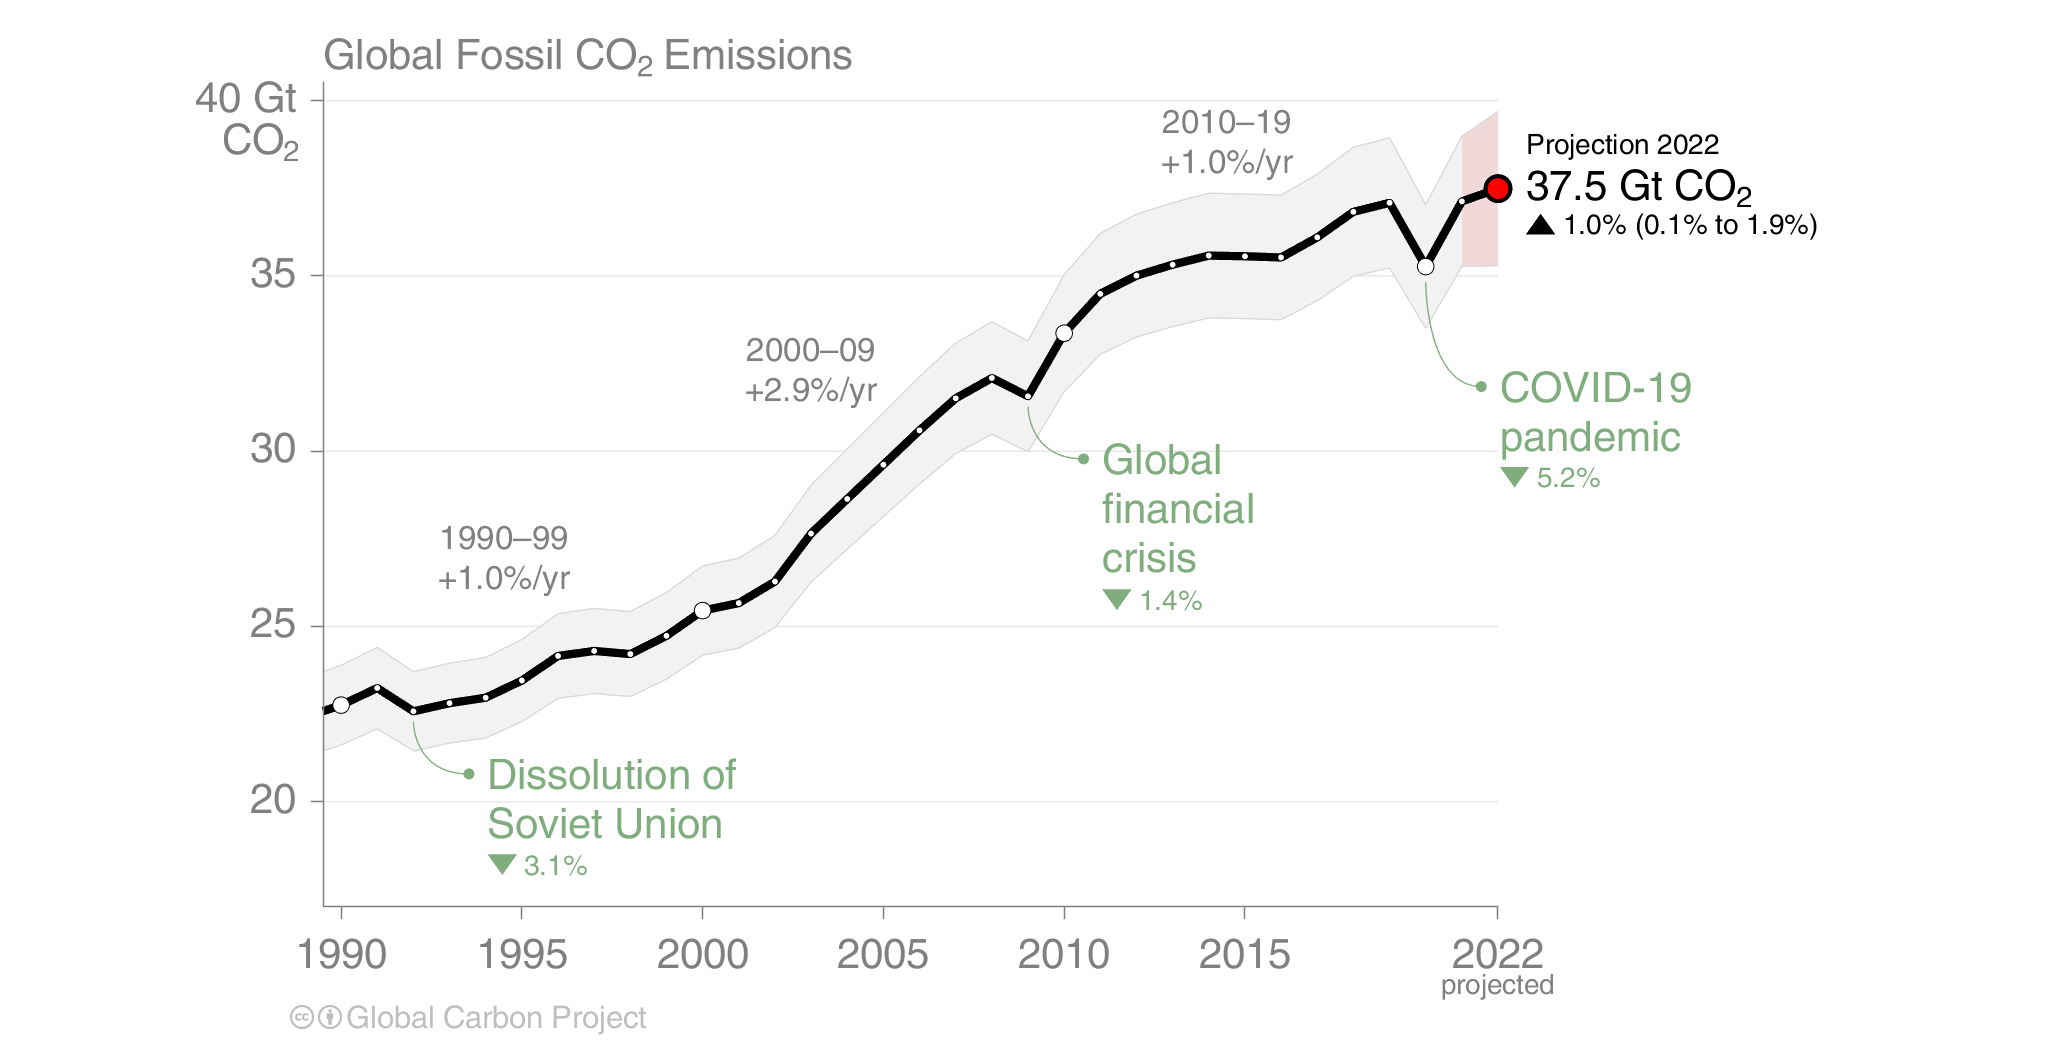 Global Fossil CO₂ Emissions
40 Gt
CO₂
35
30
25
20
2010–19
+1.0%/yr
Projection 2022
37.5 Gt CO₂
▲ 1.0% (0.1% to 1.9%)
2000–09
+2.9%/yr
COVID-19
pandemic
▼ 5.2%
Global
financial
crisis
▼ 1.4%
1990–99
+1.0%/yr
Dissolution of
Soviet Union
▼ 3.1%
1990 1995 2000 2005 2010 2015 2022
projected
cc Global Carbon Project